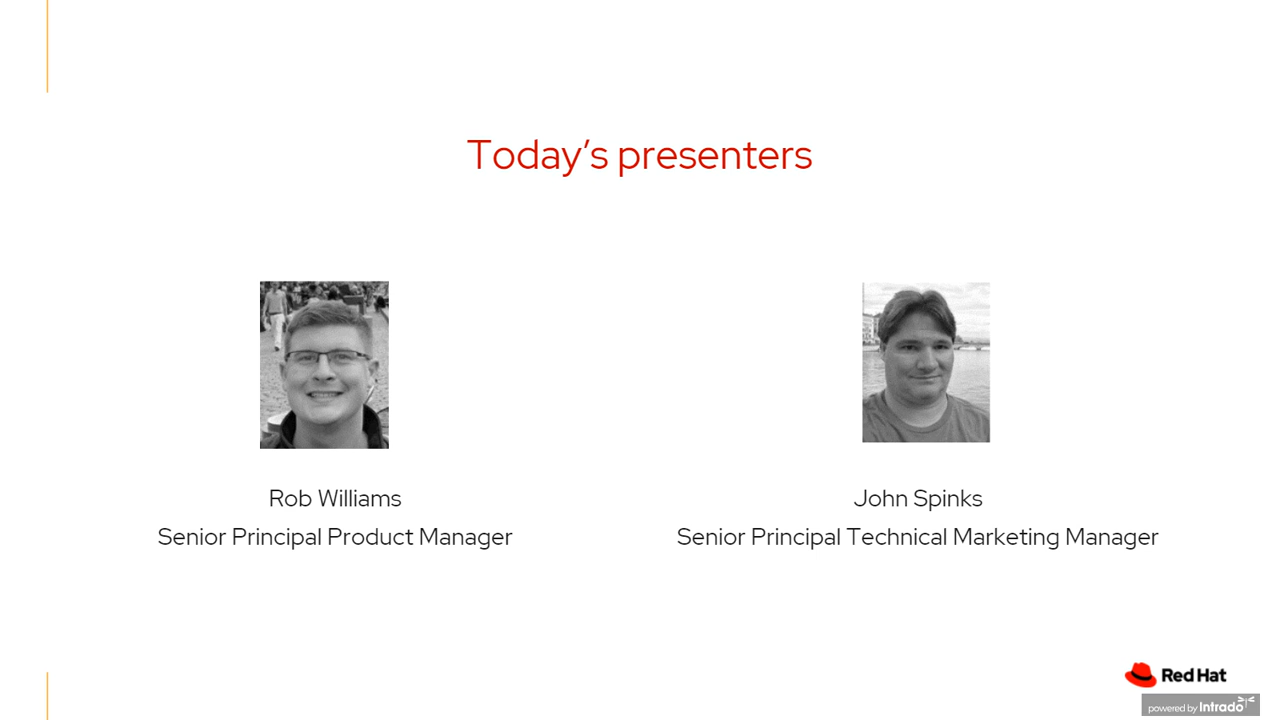 Today’s presenters
Rob Williams
Senior Principal Product Manager
John Spinks
Senior Principal Technical Marketing Manager
Red Hat
powered by Intrado